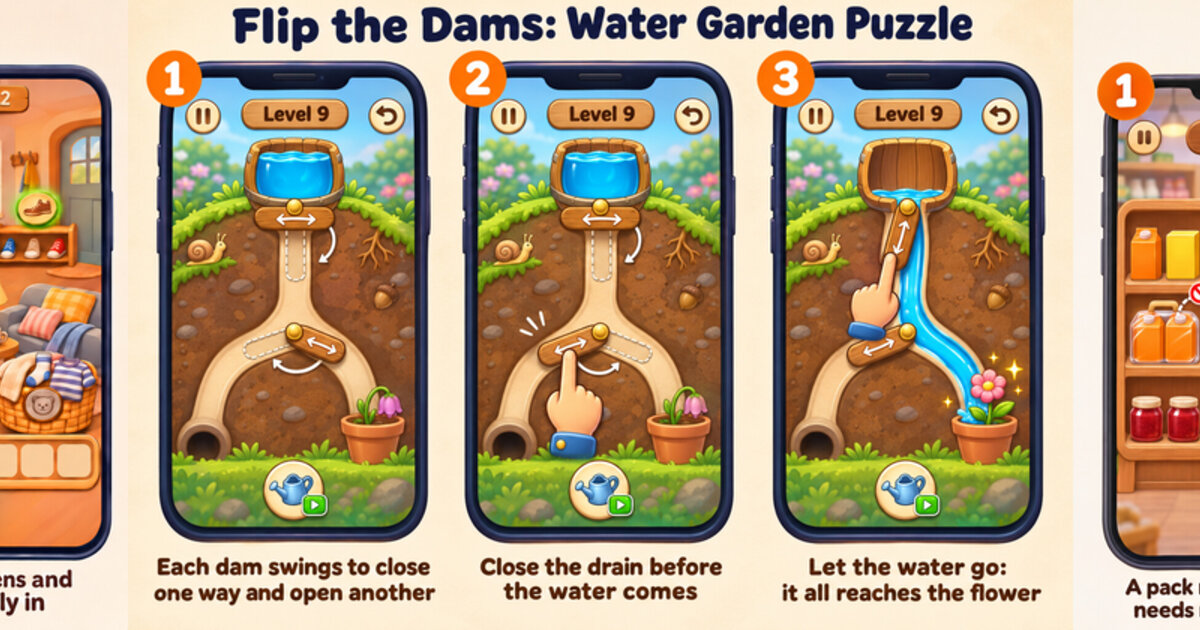 Flip the Dams: Water Garden Puzzle
2
1
Level 9
2
Level 9
3
Level 9
1
Each dam swings to close
one way and open another
Close the drain before
the water comes
Let the water go:
it all reaches the flower
and
in
A pack
needs